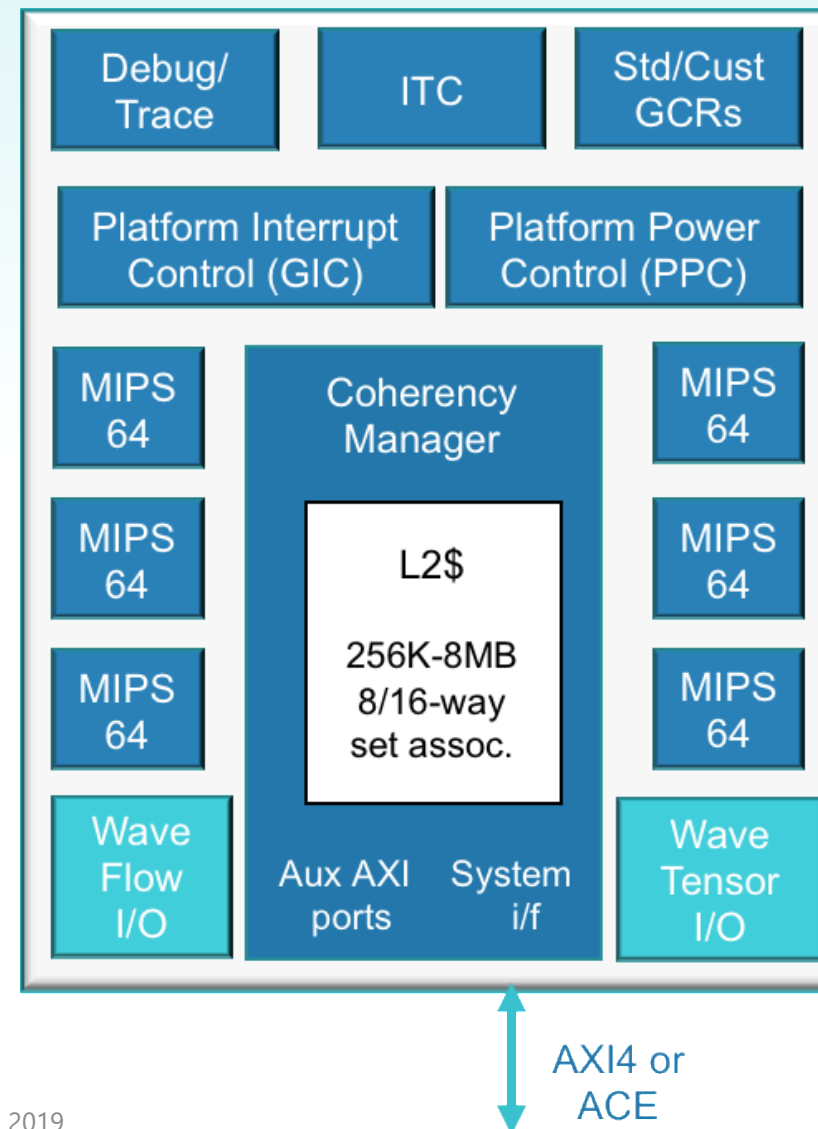 Debug/
Trace
ITC
Std/Cust
GCRs
Platform Interrupt
Control (GIC)
Platform Power
Control (PPC)
MIPS
64
Coherency
Manager
MIPS
64
MIPS
64
L2$
256K-8MB
8/16-way
set assoc.
MIPS
64
MIPS
64
MIPS
64
Wave
Flow
I/O
Aux AXI
ports
System
i/f
Wave
Tensor
I/O
AXI4 or
ACE
2019